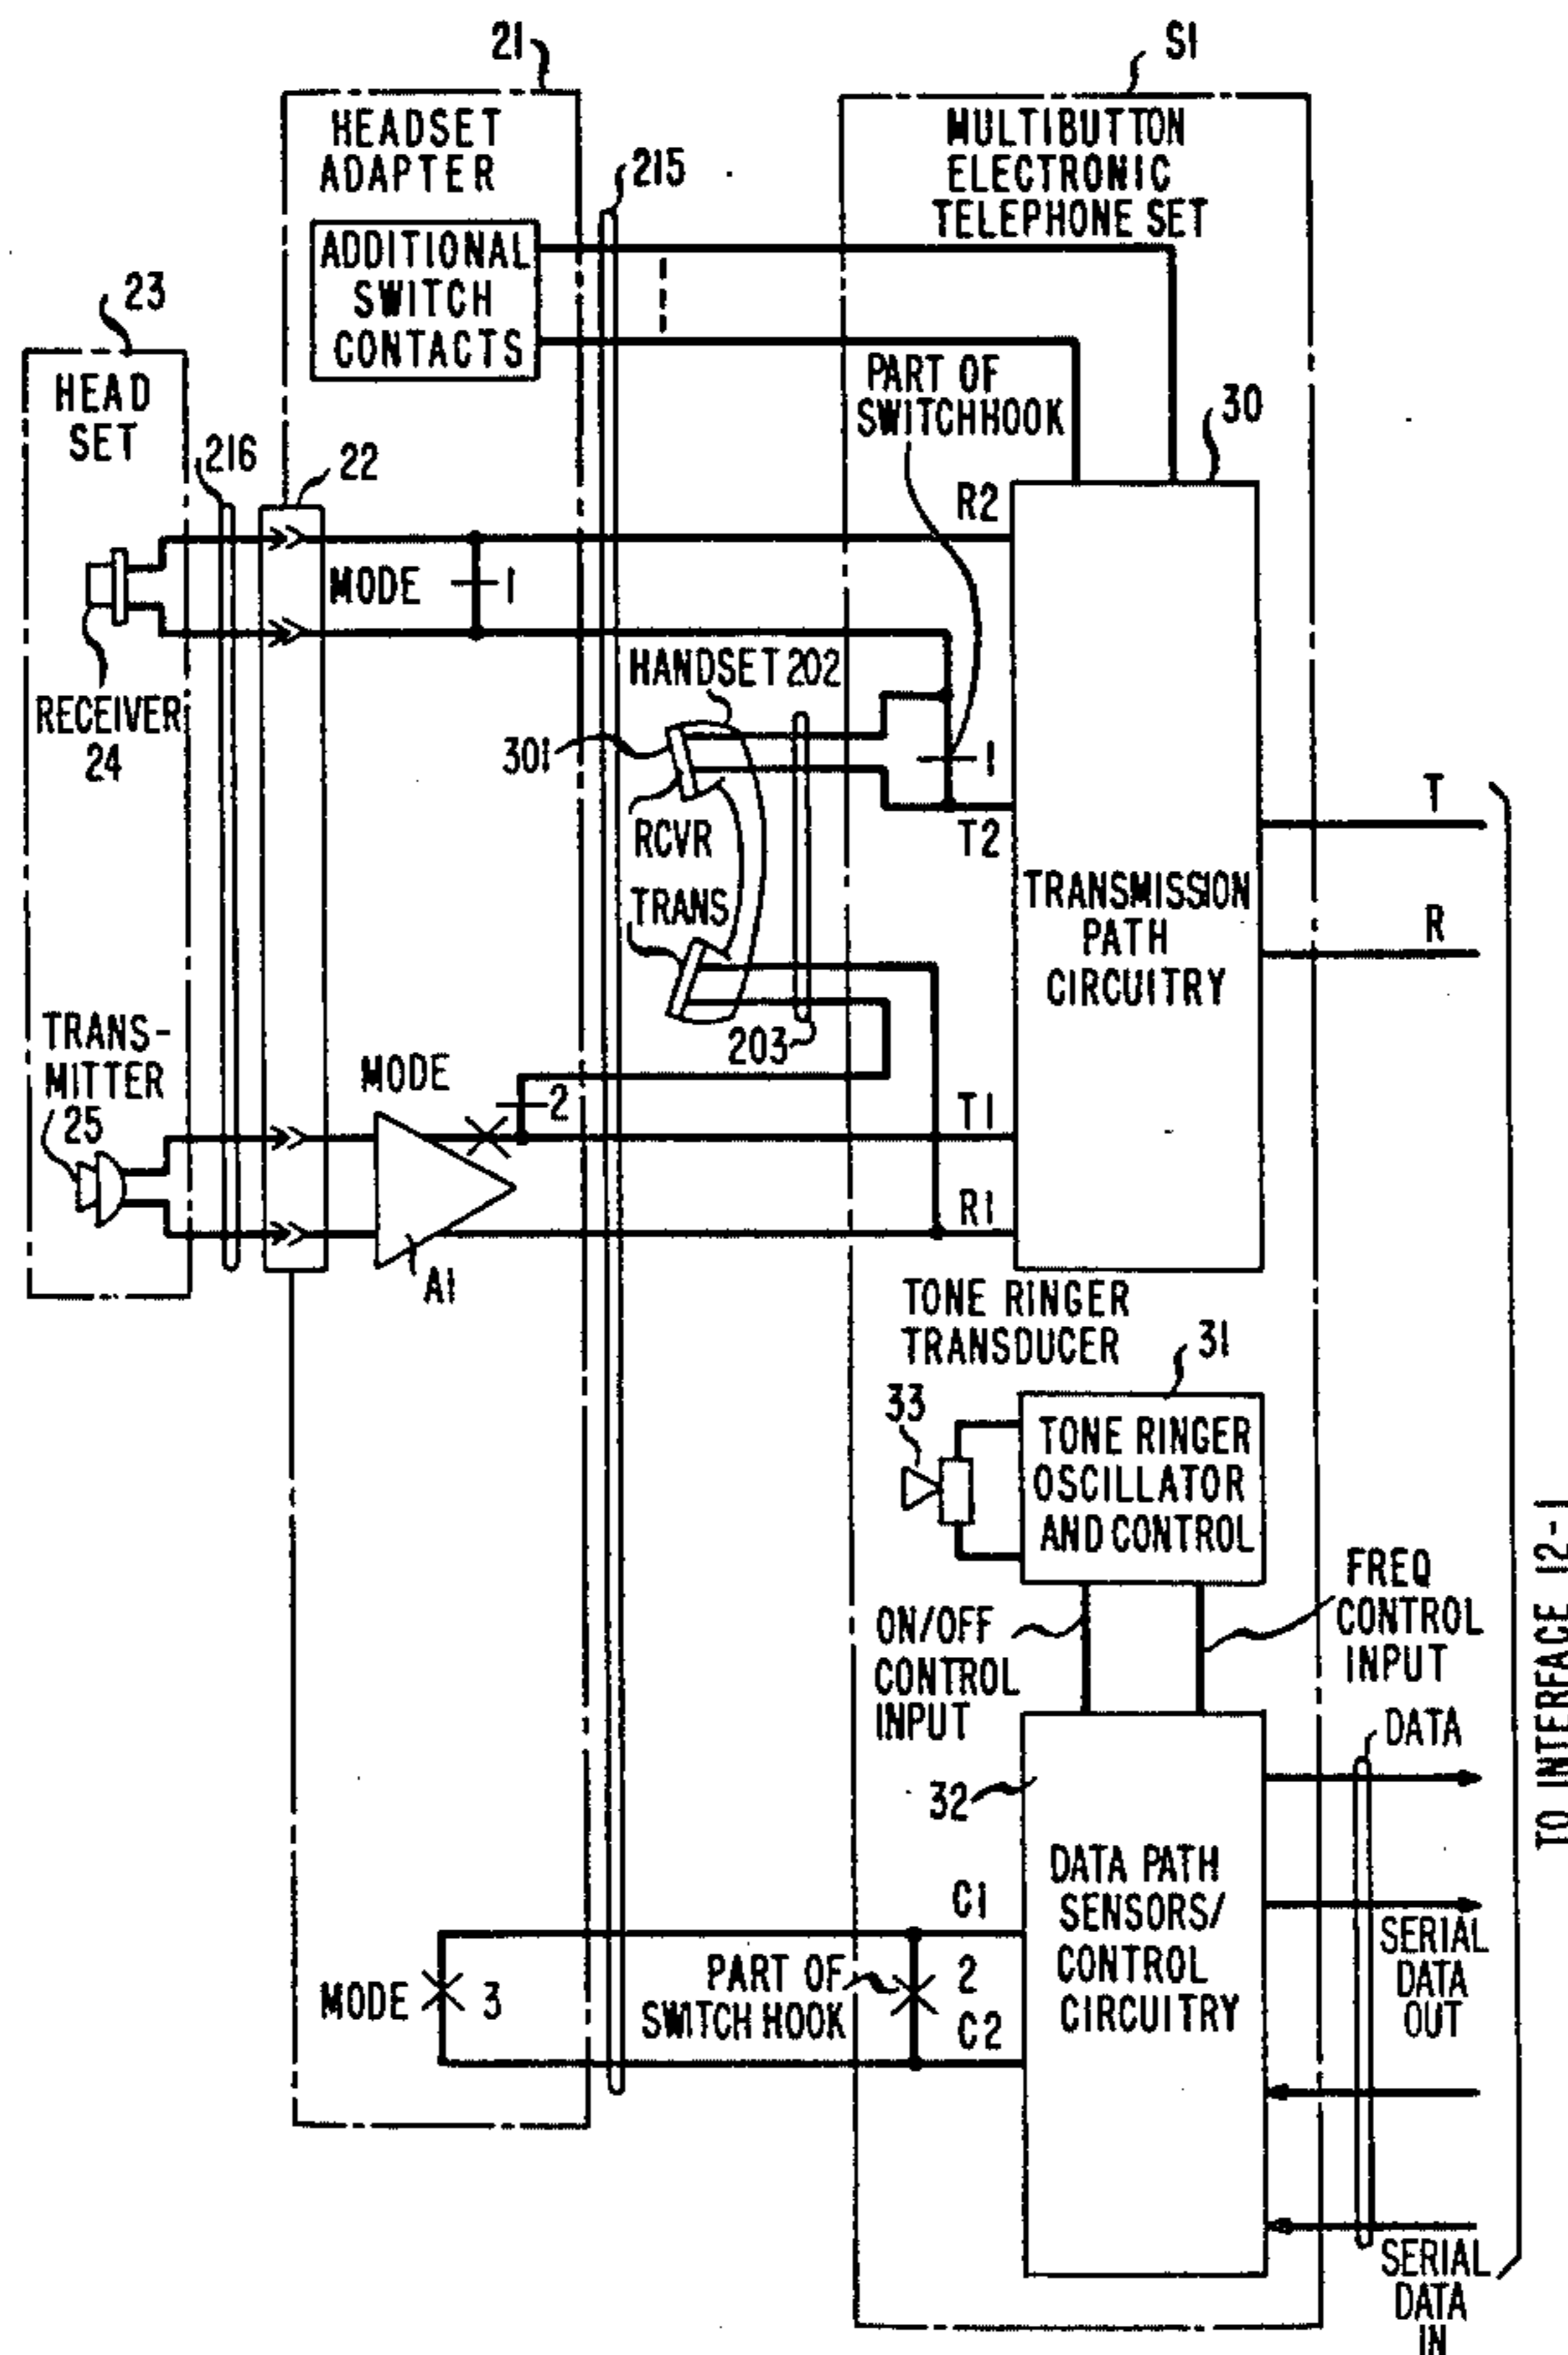 21
S1
HEADSET
ADAPTER
MULTIBUTTON
ELECTRONIC
TELEPHONE SET
215
ADDITIONAL
SWITCH
CONTACTS
23
HEAD
SET
PART OF
SWITCHHOOK
30
216
22
R2
MODE
1
RECEIVER
24
HANDSET 202
301
1
RCVR
T2
T
TRANS
TRANSMISSION
PATH
CIRCUITRY
R
203
TRANS-
MITTER
25
MODE
2
T1
R1
A1
TONE RINGER
TRANSDUCER
31
33
TONE RINGER
OSCILLATOR
AND CONTROL
ON/OFF
CONTROL
INPUT
FREQ
CONTROL
INPUT
TO INTERFACE 12-1
DATA
32
DATA PATH
SENSORS/
CONTROL
CIRCUITRY
C1
SERIAL
DATA
OUT
MODE
3
PART OF
SWITCH HOOK
2
C2
SERIAL
DATA
IN